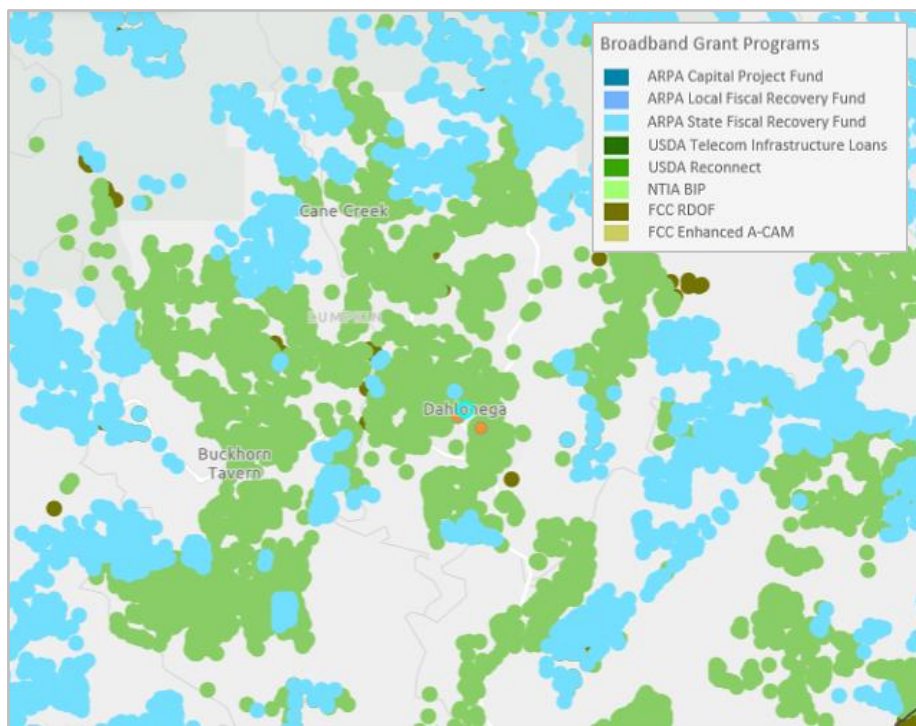 Broadband Grant Programs
ARPA Capital Project Fund
ARPA Local Fiscal Recovery Fund
ARPA State Fiscal Recovery Fund
USDA Telecom Infrastructure Loans
USDA Reconnect
NTIA BIP
FCC RDOF
FCC Enhanced A-CAM
Cane Creek
LUMPKIN
Dahlonega
Buckhorn
Tavern